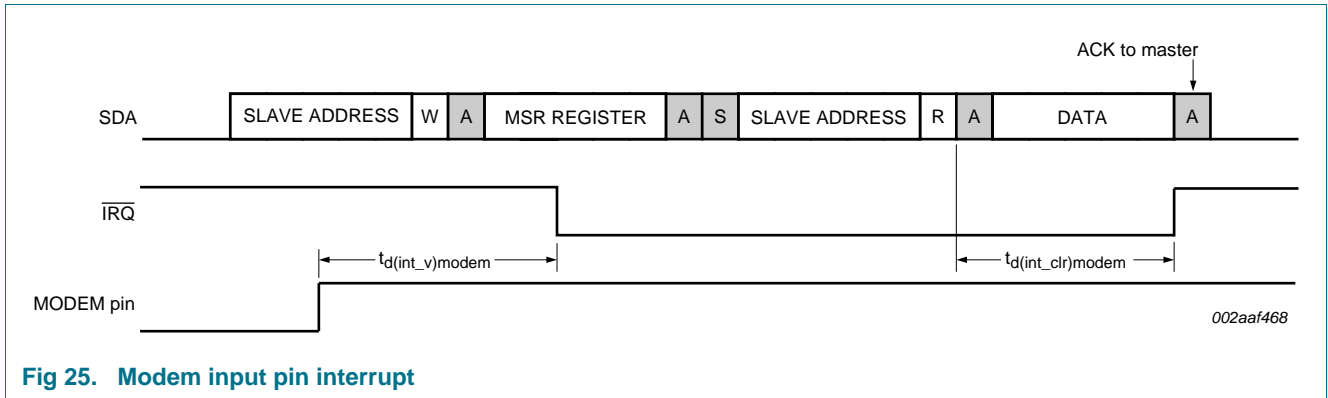 ACK to master
SDA
SLAVE ADDRESS W A MSR REGISTER A S SLAVE ADDRESS R A DATA A
IRQ
td(int_v)modem
td(int_clr)modem
MODEM pin
002aaf468
Fig 25. Modem input pin interrupt